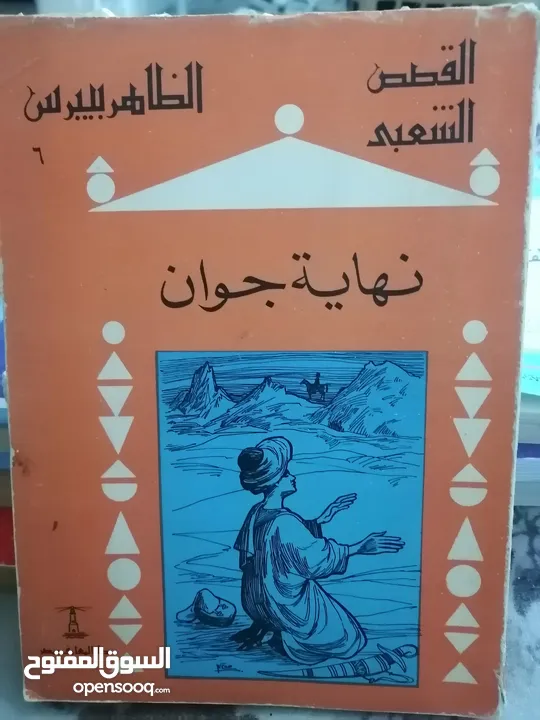 القصص
الشعبى
الظاهر بيبرس
٦
نهاية جوان
السوق المفتوح
opensooq.com